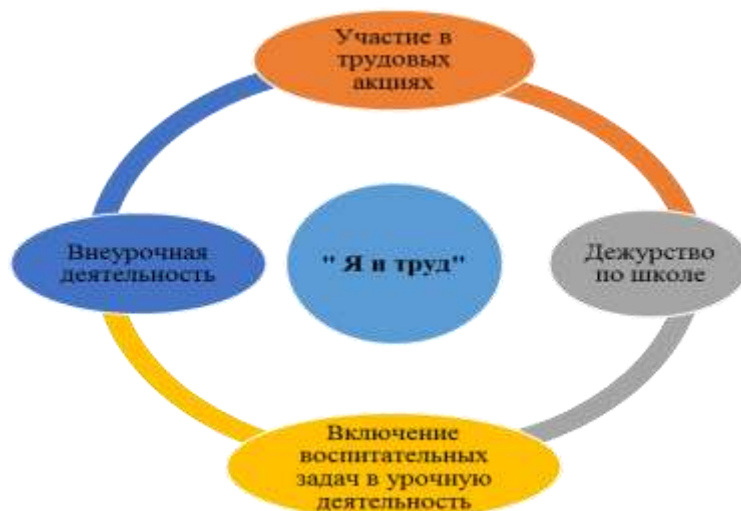 Участие в
трудовых
акциях
Внеурочная
деятельность
" Я и труд"
Дежурство
по школе
Включение
воспитательных
задач в урочную
деятельность